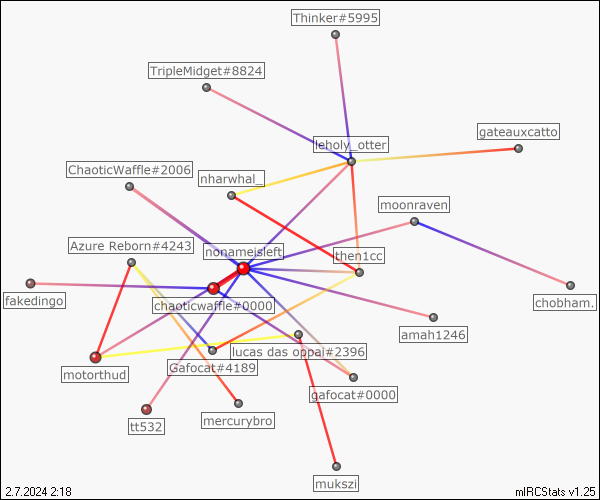 Thinker#5995
TripleMidget#8824
leholy_otter
gateauxcatto
ChaoticWaffle#2006
nharwhal_
moonraven
Azure Reborn#4243
nonameisleft
then1cc
fakedingo
chaoticwaffle#0000
chobham.
amah1246
lucas das oppai#2396
motorthud
Gafocat#4189
gafocat#0000
tt532
mercurybro
mukszi
2.7.2024 2:18
mIRCStats v1.25